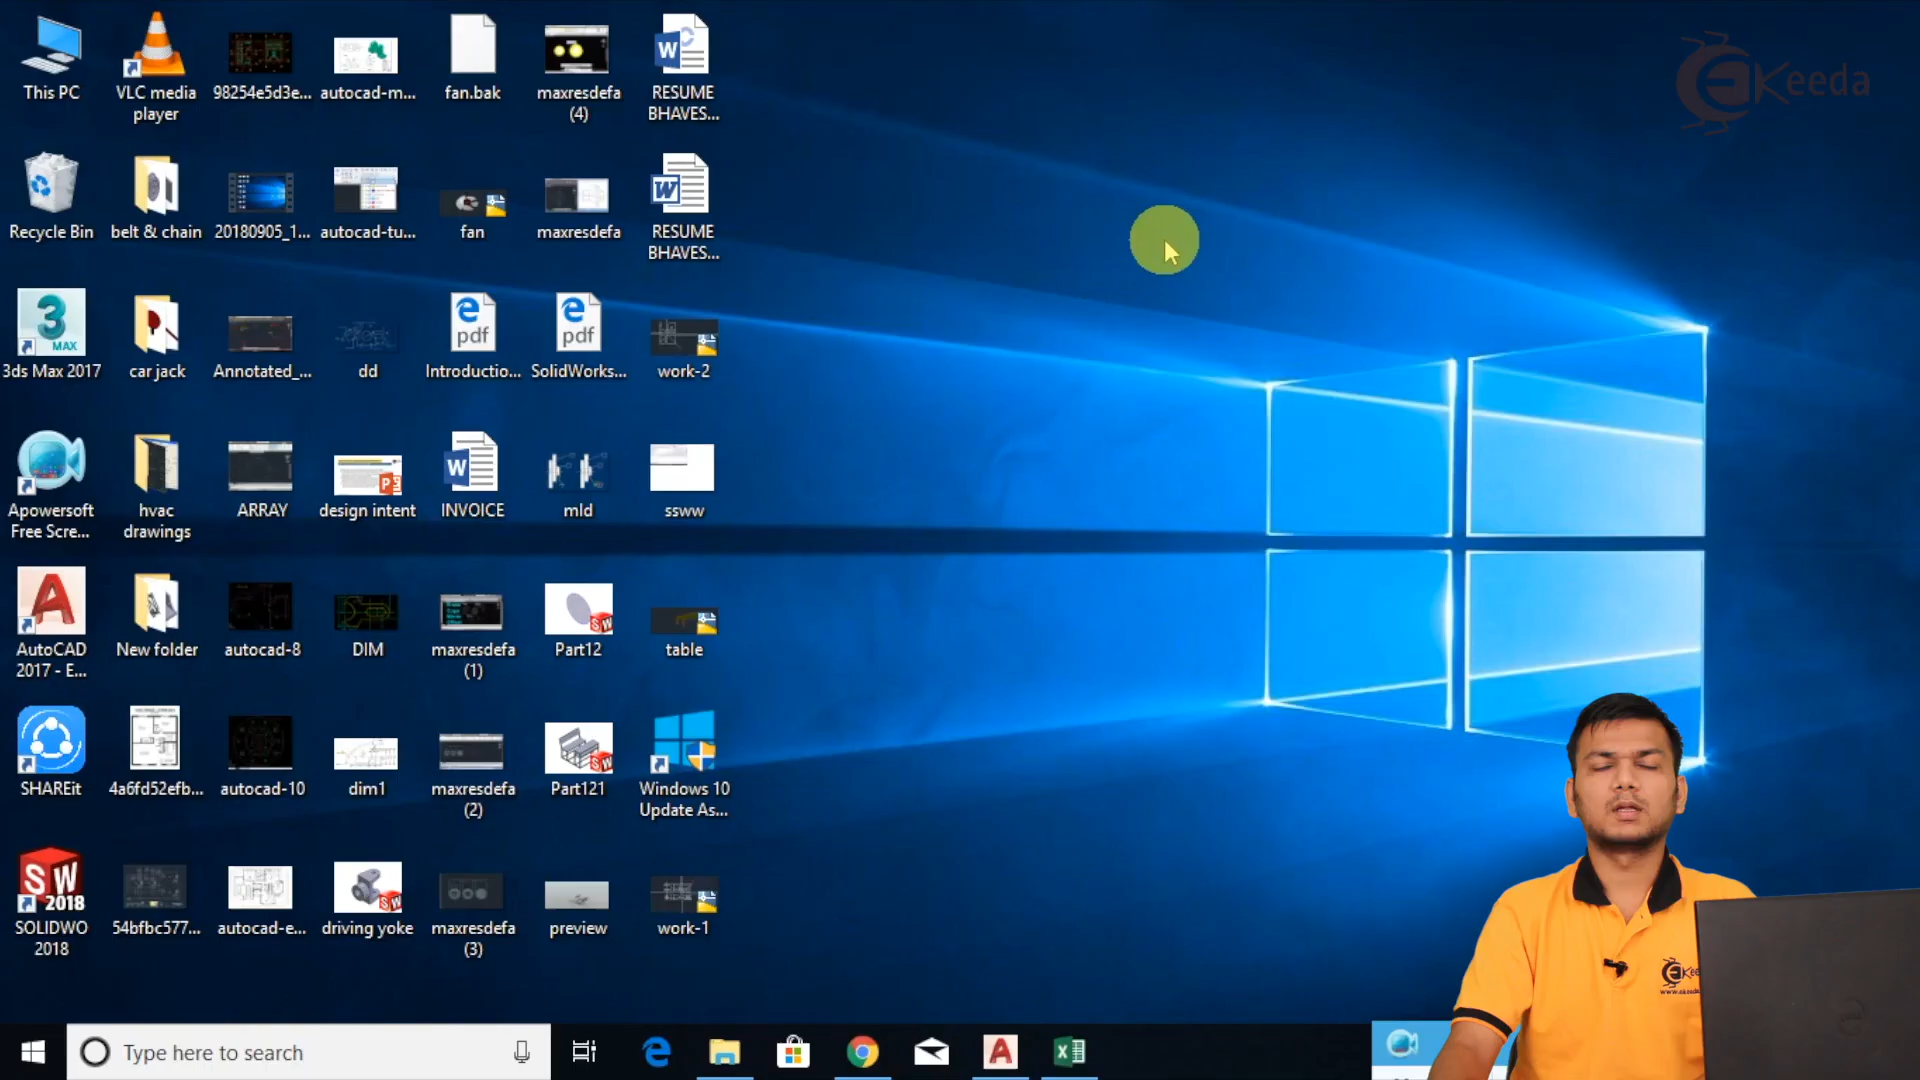 This PC
VLC media
player
98254e5d3e...
autocad-m...
fan.bak
maxresdefa
(4)
RESUME
BHAVES...
Keeda
Recycle Bin
belt & chain
20180905_1...
autocad-tu...
fan
maxresdefa
RESUME
BHAVES...
3ds Max 2017
car jack
Annotated_...
dd
Introductio...
SolidWorks...
work-2
Apowersoft
Free Scre...
hvac
drawings
ARRAY
design intent
INVOICE
mld
ssww
AutoCAD
2017 - E...
New folder
autocad-8
DIM
maxresdefa
(1)
Part12
table
SHAREit
4a6fd52efb...
autocad-10
dim1
maxresdefa
(2)
Part121
Windows 10
Update As...
SOLIDWO
2018
54bfbc577...
autocad-e...
driving yoke
maxresdefa
(3)
preview
work-1
Type here to search